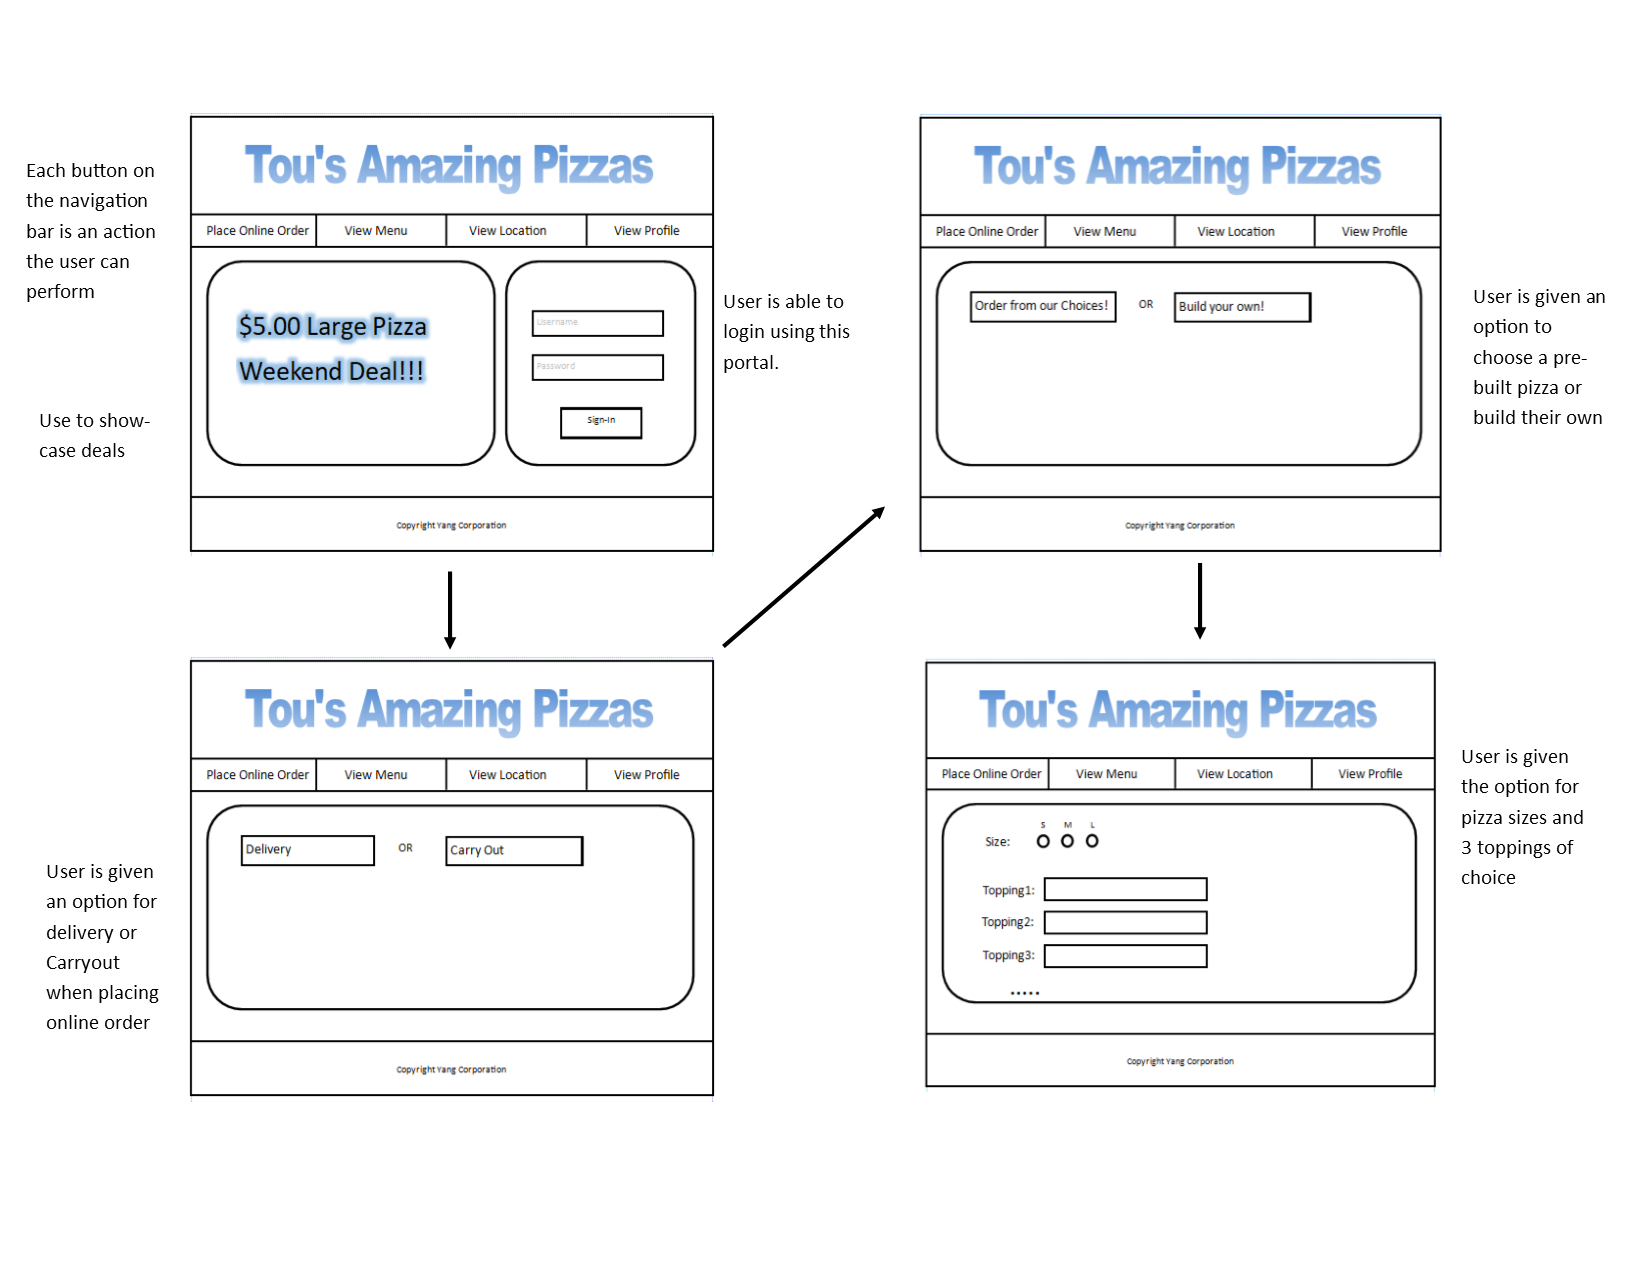 Each button on
the navigation
bar is an action
the user can
perform
Use to show-
case deals
Tou's Amazing Pizzas
Place Online Order
View Menu
View Location
View Profile
$5.00 Large Pizza
Weekend Deal!!!
Username
Password
Sign-In
Copyright Yang Corporation
User is able to
login using this
portal.
User is given
an option for
delivery or
Carryout
when placing
online order
Tou's Amazing Pizzas
Place Online Order
View Menu
View Location
View Profile
Delivery
OR
Carry Out
Copyright Yang Corporation
Tou's Amazing Pizzas
Place Online Order
View Menu
View Location
View Profile
Order from our Choices!
OR
Build your own!
Copyright Yang Corporation
User is given an
option to
choose a pre-
built pizza or
build their own
Tou's Amazing Pizzas
Place Online Order
View Menu
View Location
View Profile
S M L
Size:
Topping1:
Topping2:
Topping3:
.....
Copyright Yang Corporation
User is given
the option for
pizza sizes and
3 toppings of
choice